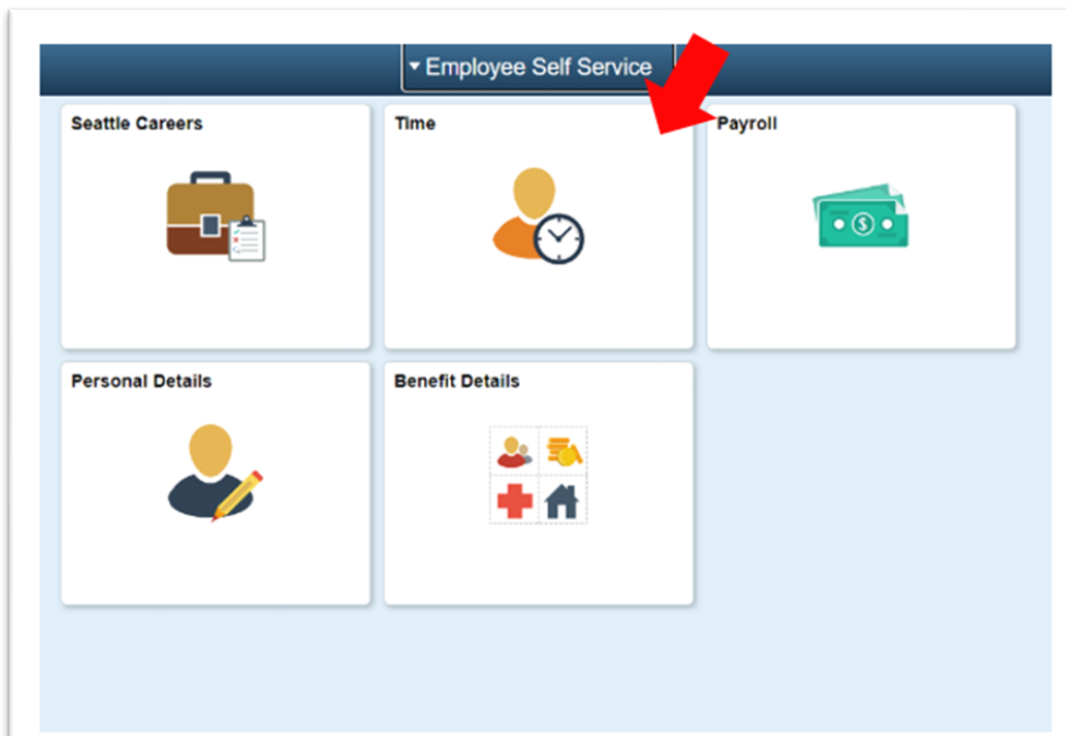 Employee Self Service
Seattle Careers
Time
Payroll
$
Personal Details
Benefit Details